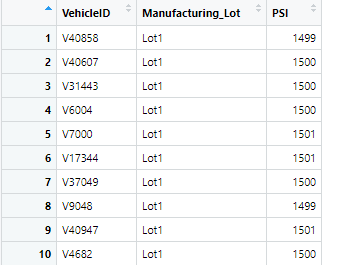 VehicleID Manufacturing_Lot PSI
1 V40858 Lot1 1499
2 V40607 Lot1 1500
3 V31443 Lot1 1500
4 V6004 Lot1 1500
5 V7000 Lot1 1501
6 V17344 Lot1 1501
7 V37049 Lot1 1500
8 V9048 Lot1 1499
9 V40947 Lot1 1501
10 V4682 Lot1 1500